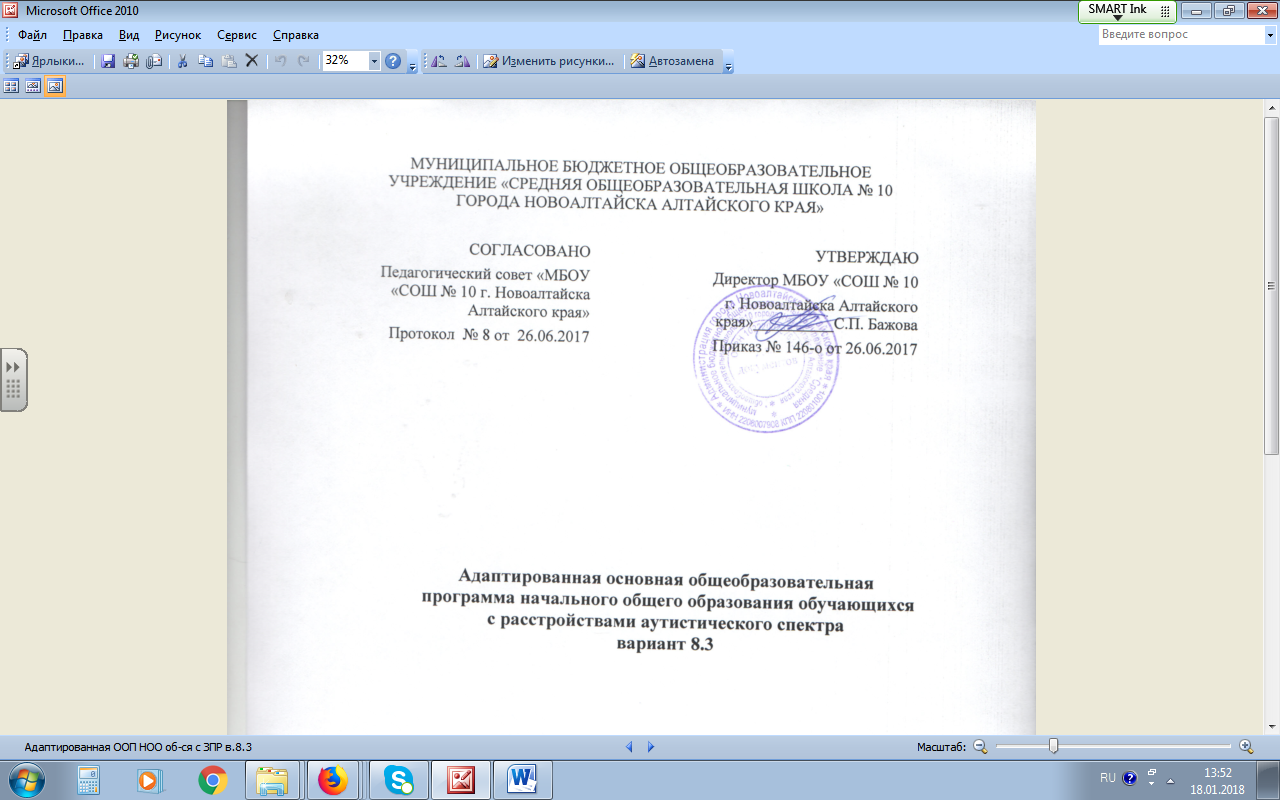 Microsoft Office 2010
SMART Ink
Файл Правка Вид Рисунок Сервис Справка
Введите вопрос
Ярлыки... 32% Изменить рисунки... Автозамена
МУНИЦИПАЛЬНОЕ БЮДЖЕТНОЕ ОБЩЕОБРАЗОВАТЕЛЬНОЕ
УЧРЕЖДЕНИЕ «СРЕДНЯЯ ОБЩЕОБРАЗОВАТЕЛЬНАЯ ШКОЛА № 10
ГОРОДА НОВОАЛТАЙСКА АЛТАЙСКОГО КРАЯ»
СОГЛАСОВАНО
Педагогический совет «МБОУ
«СОШ № 10 г. Новоалтайска
Алтайского края»
Протокол № 8 от 26.06.2017
УТВЕРЖДАЮ
Директор МБОУ «СОШ № 10
г. Новоалтайска Алтайского
края»__________С.П. Бажова
Приказ № 146-о от 26.06.2017
Адаптированная основная общеобразовательная
программа начального общего образования обучающихся
с расстройствами аутистического спектра
вариант 8.3
Адаптированная ООП НОО об-ся с ЗПР в.8.3
Масштаб:
RU
13:52
18.01.2018